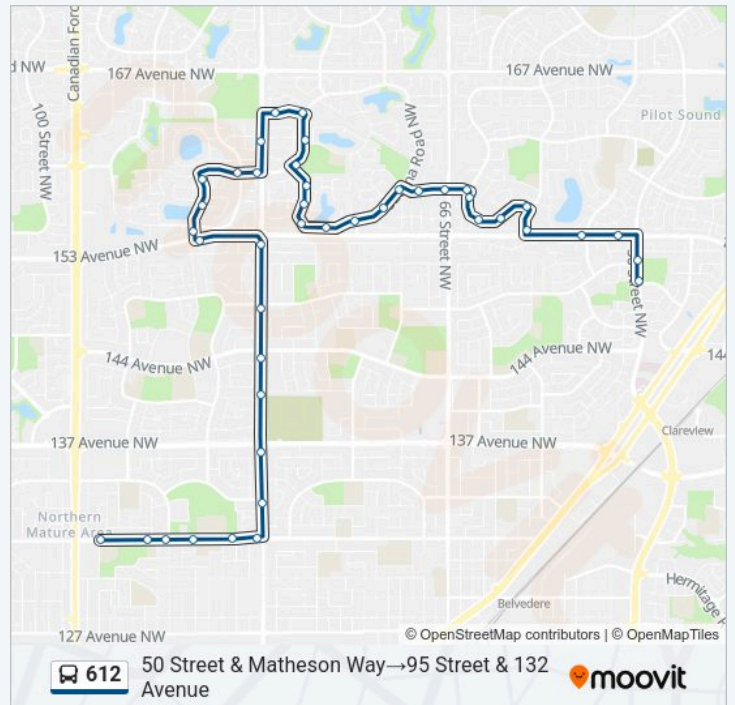 Canadian Forc
d NW
167 Avenue NW
167 Avenue NW
100 Street NW
Pilot Sound
na Road NW
66 Street NW
153 Avenue NW
50 Street NW
144 Avenue NW
144 Avenue NW
144
137 Avenue NW
137 Avenue NW
Clareview
Northern
Mature Area
Hermitage R
Belvedere
127 Avenue NW
© OpenStreetMap contributors | © OpenMapTiles
612
50 Street & Matheson Way→95 Street & 132
Avenue
moovit